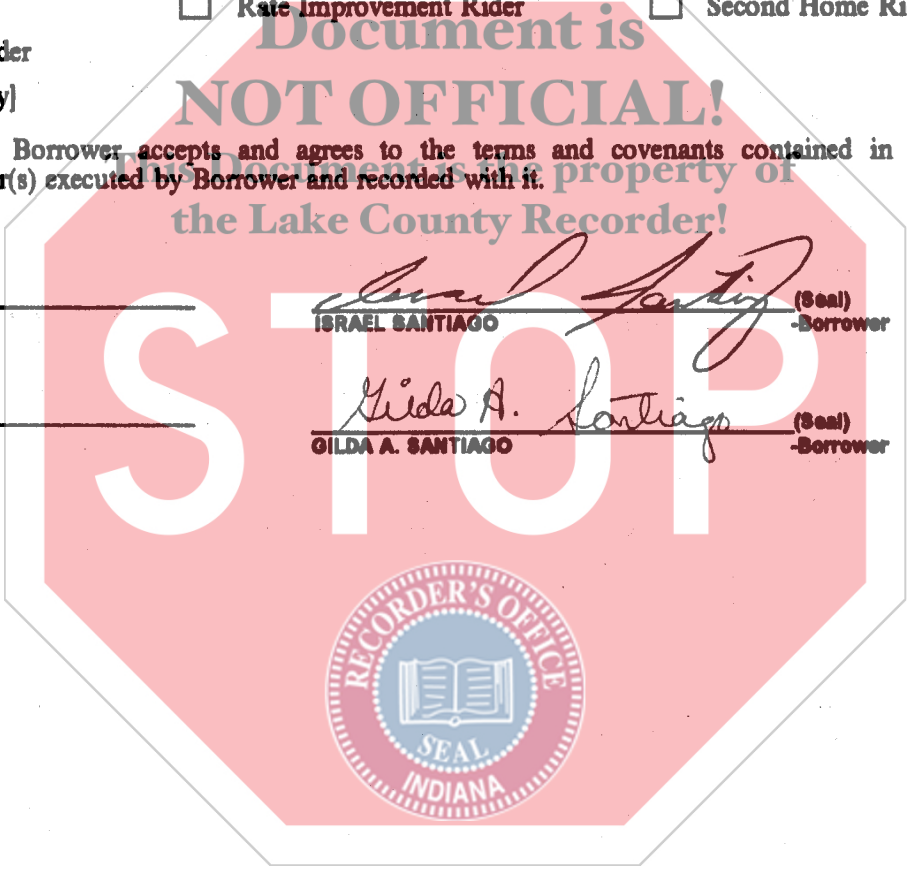 Rate Improvement Rider Second Home Ri
Document is
der
NOT OFFICIAL!
y]
Borrower accepts and agrees to the terms and covenants contained in
This Document is the property of
r(s) executed by Borrower and recorded with it.
the Lake County Recorder!
Israel Santiago (Seal)
ISRAEL SANTIAGO -Borrower
Gilda A. Santiago (Seal)
GILDA A. SANTIAGO -Borrower
STOP
RECORDER'S OFFICE
SEAL
INDIANA